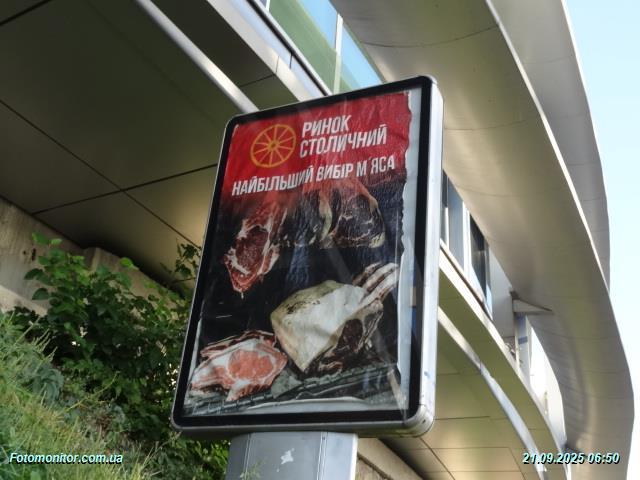 РИНОК
СТОЛИЧНИЙ
НАЙБІЛЬШИЙ ВИБІР М'ЯСА
Fotomonitor.com.ua
21.09.2025 06:50